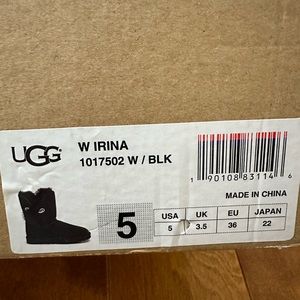 UGG
W IRINA
1017502 W / BLK
1 90108 83114 6
MADE IN CHINA
5
USA UK EU JAPAN
5 3.5 36 22